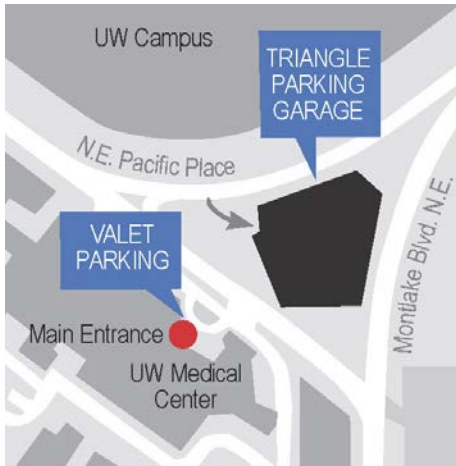 UW Campus
TRIANGLE
PARKING
GARAGE
N.E. Pacific Place
VALET
PARKING
Montlake Blvd. N.E.
Main Entrance
UW Medical
Center